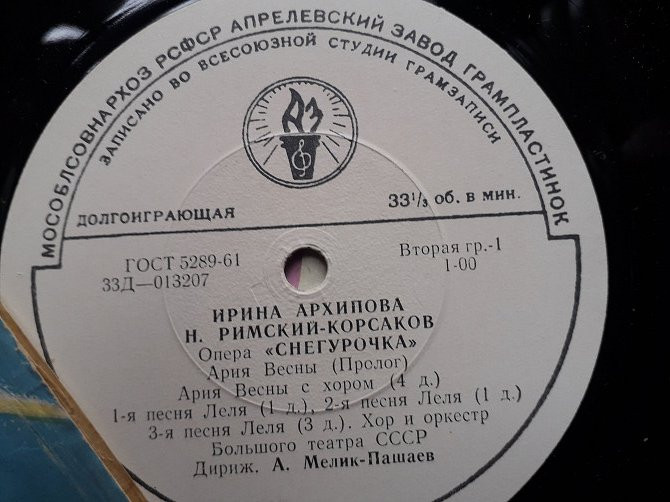 МОСОБЛСОВНАРХОЗ РСФСР АПРЕЛЕВСКИЙ ЗАВОД ГРАМПЛАСТИНОК
ЗАПИСАНО ВО ВСЕСОЮЗНОЙ СТУДИИ ГРАМЗАПИСИ
АЗ
ДОЛГОИГРАЮЩАЯ
33⅓ об. в мин.
ГОСТ 5289-61
33Д—013207
Вторая гр.-1
1-00
ИРИНА АРХИПОВА
Н. РИМСКИЙ-КОРСАКОВ
Опера «СНЕГУРОЧКА»
Ария Весны (Пролог)
Ария Весны с хором (4 д.)
1-я песня Леля (1 д.), 2-я песня Леля (1 д.)
3-я песня Леля (3 д.). Хор и оркестр
Большого театра СССР
Дириж. А. Мелик-Пашаев